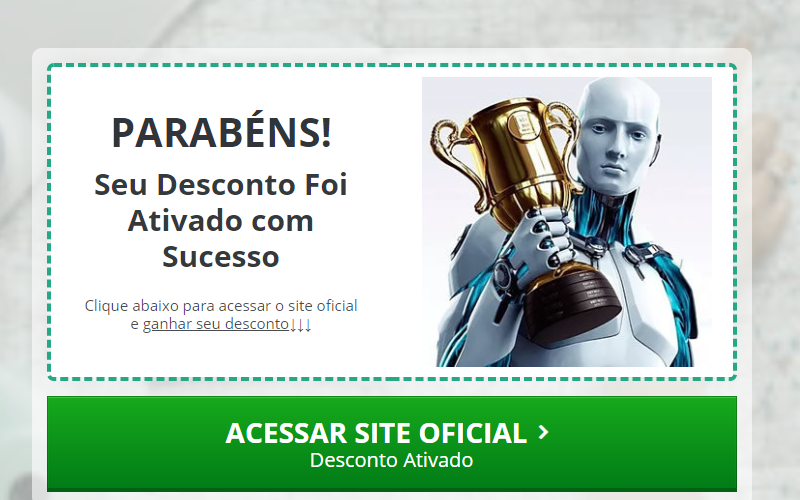 PARABÉNS!
Seu Desconto Foi
Ativado com
Sucesso
Clique abaixo para acessar o site oficial
e ganhar seu desconto↓↓↓
ACESSAR SITE OFICIAL
Desconto Ativado